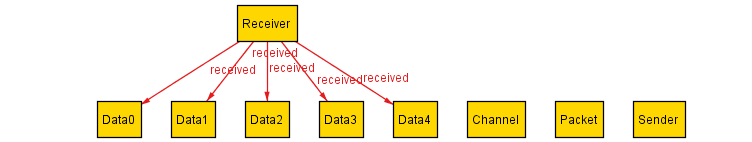 Receiver
received
received
received
received
received
Data0
Data1
Data2
Data3
Data4
Channel
Packet
Sender